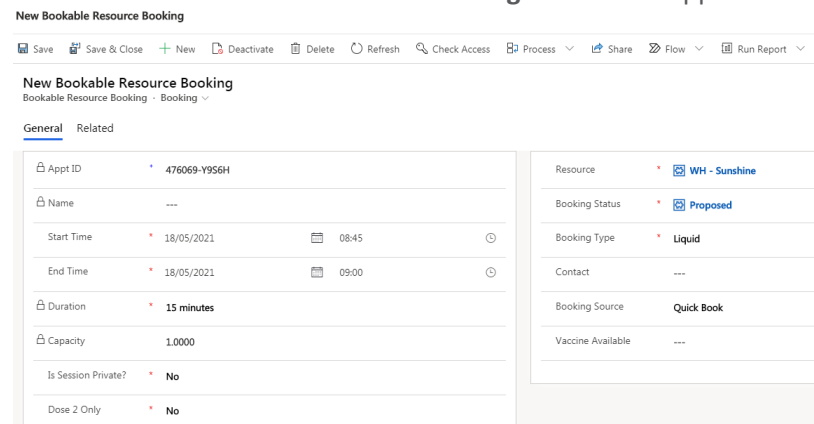 New Bookable Resource Booking
Save Save & Close New Deactivate Delete Refresh Check Access Process Share Flow Run Report
New Bookable Resource Booking
Bookable Resource Booking · Booking
General Related
Appt ID * 476069-Y9S6H
Name ---
Start Time * 18/05/2021 08:45
End Time * 18/05/2021 09:00
Duration * 15 minutes
Capacity 1.0000
Is Session Private? * No
Dose 2 Only * No
Resource * WH - Sunshine
Booking Status * Proposed
Booking Type * Liquid
Contact ---
Booking Source Quick Book
Vaccine Available ---